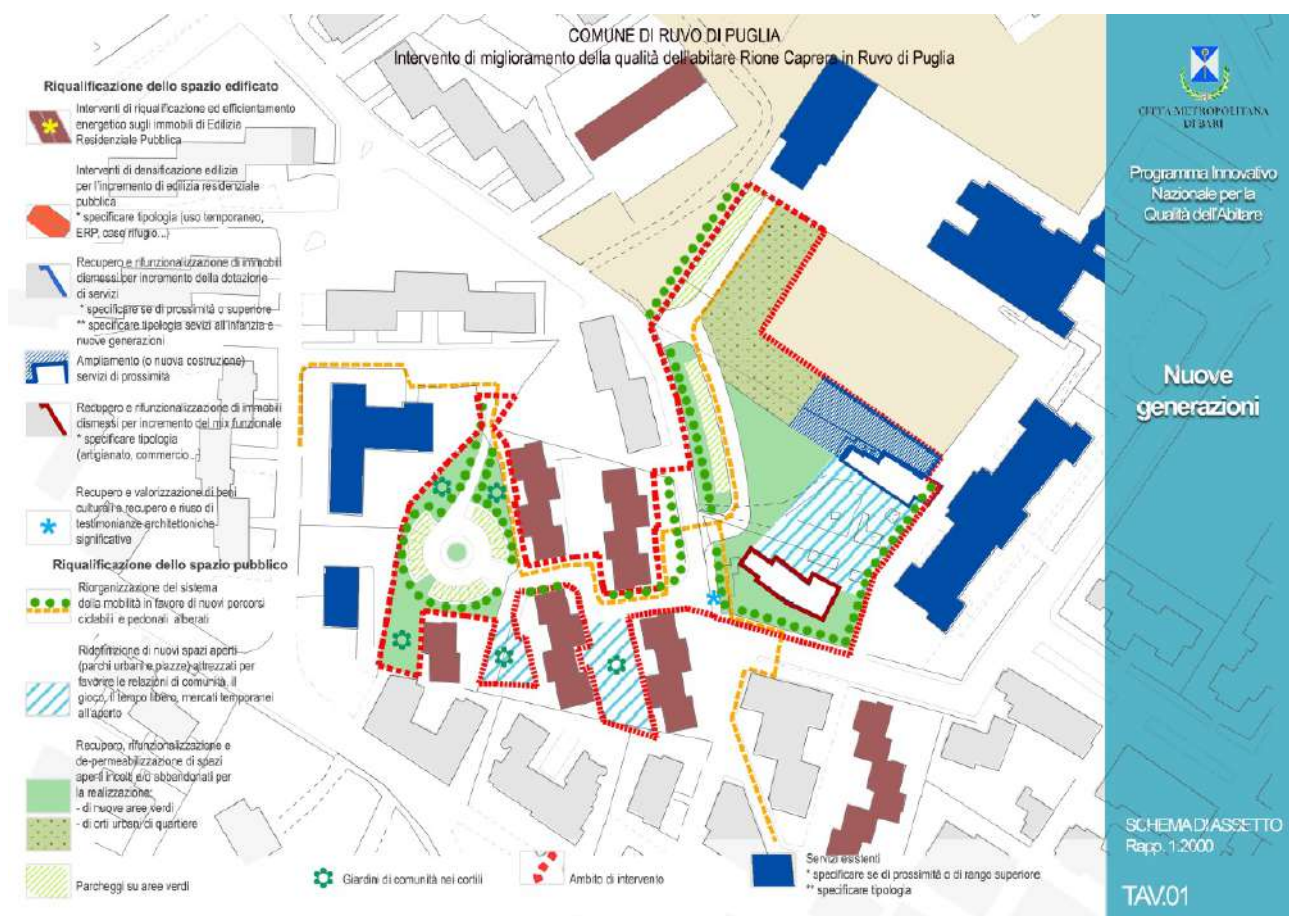 COMUNE DI RUVO DI PUGLIA
Intervento di miglioramento della qualità dell'abitare Rione Caprera in Ruvo di Puglia
Riqualificazione dello spazio edificato
Interventi di riqualificazione ed efficientamento
energetico sugli immobili di Edilizia
Residenziale Pubblica
Interventi di densificazione edilizia
per l'incremento di edilizia residenziale
pubblica
* specificare tipologia (uso temporaneo,
ERP, case rifugio...)
Recupero e rifunzionalizzazione di immobili
dismessi per incremento della dotazione
di servizi
* specificare se di prossimità o superiore
** specificare tipologia sevizi all'infanzia e
nuove generazioni
Ampliamento (o nuova costruzione)
servizi di prossimità
Recupero e rifunzionalizzazione di immobili
dismessi per incremento del mix funzionale
* specificare tipologia
(artigianato, commercio...)
Recupero e valorizzazione di beni
culturali e recupero e riuso di
testimonianze architettoniche
significative
Riqualificazione dello spazio pubblico
Riorganizzazione del sistema
della mobilità in favore di nuovi percorsi
ciclabili e pedonali alberati
Ridefinizione di nuovi spazi aperti
(parchi urbani e piazze) attrezzati per
favorire le relazioni di comunità, il
gioco, il tempo libero, mercati temporanei
all'aperto
Recupero, rifunzionalizzazione e
de-permeabilizzazione di spazi
aperti incolti e/o abbandonati per
la realizzazione:
- di nuove aree verdi
- di orti urbani di quartiere
Parcheggi su aree verdi
Giardini di comunità nei cortili
Ambito di intervento
Servizi esistenti
* specificare se di prossimità o di rango superiore
** specificare tipologia
CITTÀ METROPOLITANA
DI BARI
Programma Innovativo
Nazionale per la
Qualità dell'Abitare
Nuove
generazioni
SCHEMA DI ASSETTO
Rapp. 1:2000
TAV.01